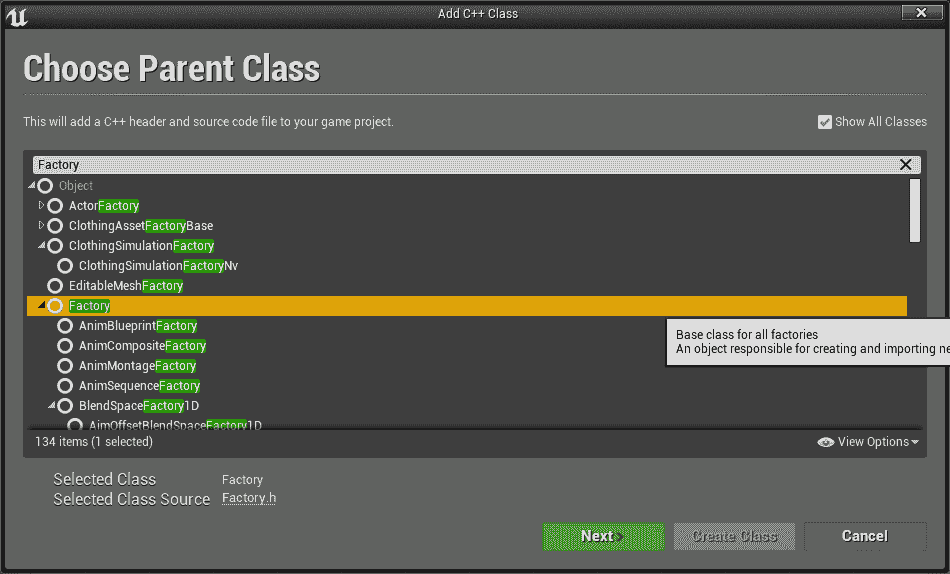 Add C++ Class
Choose Parent Class
This will add a C++ header and source code file to your game project.
Show All Classes
Factory
Object
ActorFactory
ClothingAssetFactoryBase
ClothingSimulationFactory
ClothingSimulationFactoryNv
EditableMeshFactory
Factory
Base class for all factories
An object responsible for creating and importing ne
AnimBlueprintFactory
AnimCompositeFactory
AnimMontageFactory
AnimSequenceFactory
BlendSpaceFactory1D
AimOffsetBlendSpaceFactory1D
134 items (1 selected)
View Options
Selected Class Factory
Selected Class Source Factory.h
Next
Create Class
Cancel